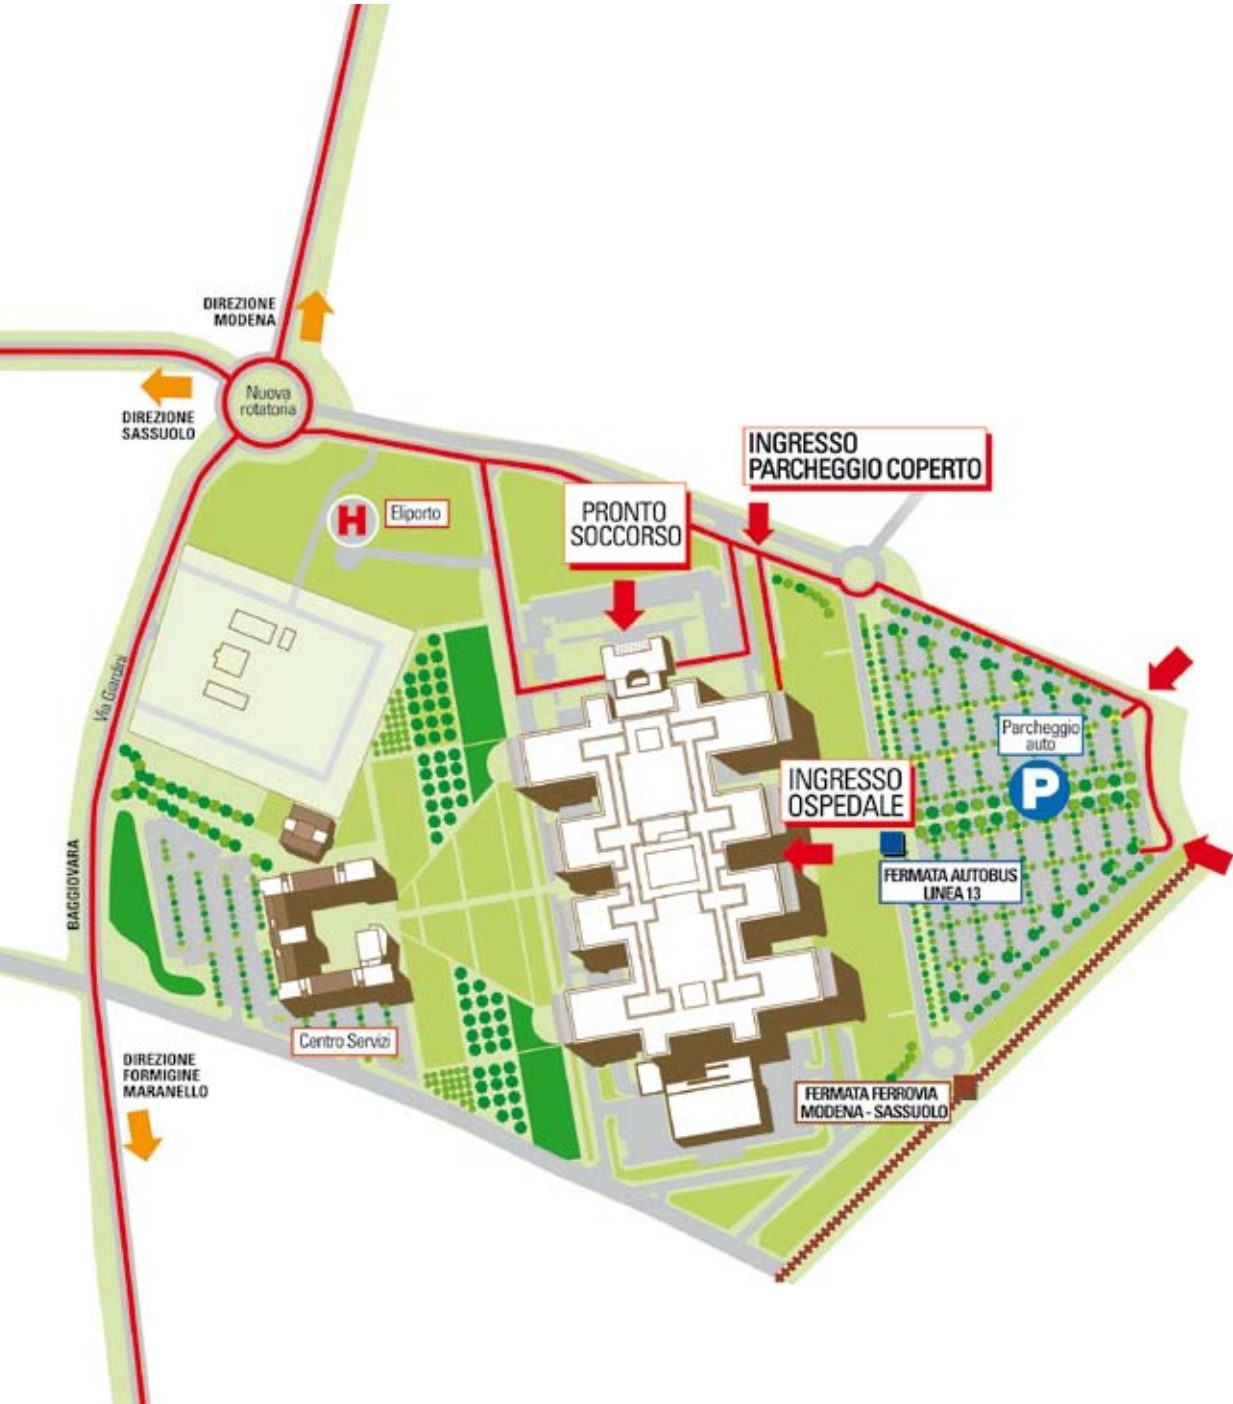 DIREZIONE
MODENA
DIREZIONE
SASSUOLO
Nuova
rotatoria
INGRESSO
PARCHEGGIO COPERTO
H
Eliporto
PRONTO
SOCCORSO
Via Giardini
Parcheggio
auto
P
INGRESSO
OSPEDALE
FERMATA AUTOBUS
LINEA 13
BAGGIOVARA
Centro Servizi
DIREZIONE
FORMIGINE
MARANELLO
FERMATA FERROVIA
MODENA - SASSUOLO